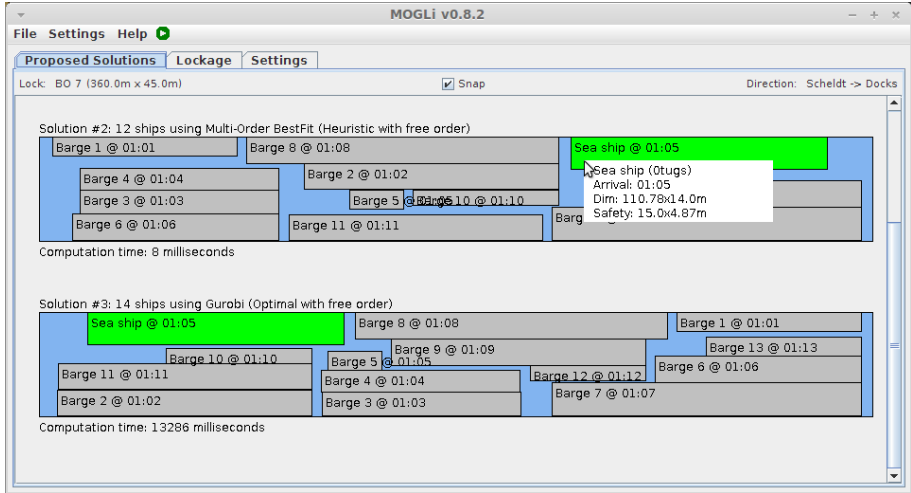 MOGLi v0.8.2
File Settings Help
Proposed Solutions Lockage Settings
Lock: BO 7 (360.0m x 45.0m) Snap Direction: Scheldt -> Docks
Solution #2: 12 ships using Multi-Order BestFit (Heuristic with free order)
Barge 1 @ 01:01 Barge 8 @ 01:08 Sea ship @ 01:05
Sea ship (0tugs)
Arrival: 01:05
Dim: 110.78x14.0m
Safety: 15.0x4.87m
Barge 4 @ 01:04 Barge 2 @ 01:02
Barge 3 @ 01:03 Barge 5 @ 01:05 Barge 10 @ 01:10
Barge 6 @ 01:06 Barge 11 @ 01:11 Barg
Computation time: 8 milliseconds
Solution #3: 14 ships using Gurobi (Optimal with free order)
Sea ship @ 01:05 Barge 8 @ 01:08 Barge 1 @ 01:01
Barge 10 @ 01:10 Barge 5 @ 01:05 Barge 9 @ 01:09 Barge 13 @ 01:13
Barge 11 @ 01:11 Barge 4 @ 01:04 Barge 12 @ 01:12 Barge 6 @ 01:06
Barge 2 @ 01:02 Barge 3 @ 01:03 Barge 7 @ 01:07
Computation time: 13286 milliseconds